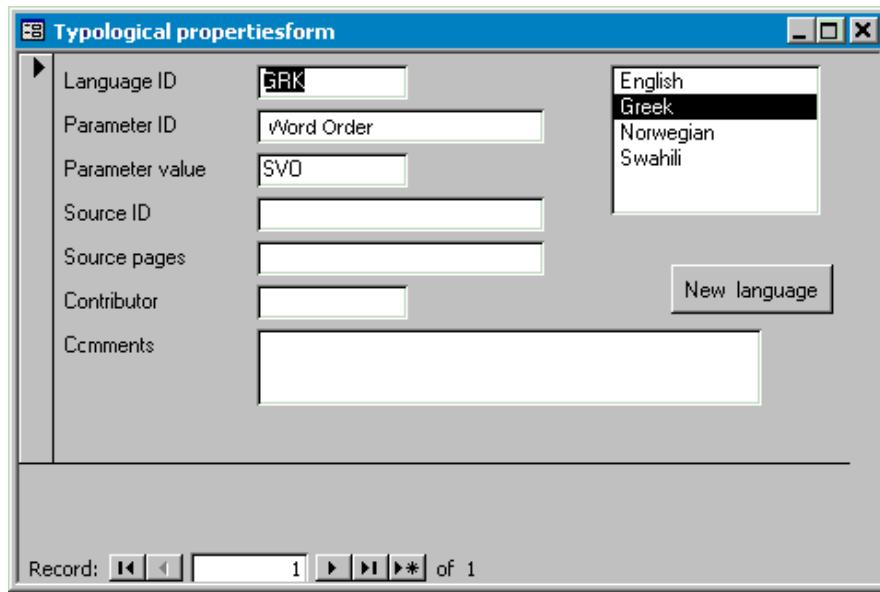 Typological propertiesform
Language ID GRK
Parameter ID Word Order
Parameter value SVO
Source ID
Source pages
Contributor
Ccmments
English
Greek
Norwegian
Swahili
New language
Record: 1 of 1